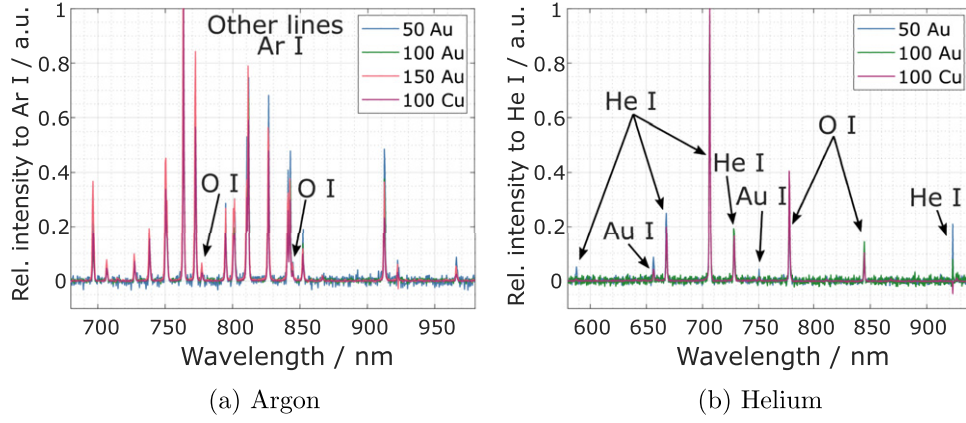 Rel. intensity to Ar I / a.u.
1
0.8
0.6
0.4
0.2
0
Other lines
Ar I
50 Au
100 Au
150 Au
100 Cu
O I
O I
700
750
800
850
900
950
Wavelength / nm
(a) Argon
Rel. intensity to He I / a.u.
1
0.8
0.6
0.4
0.2
0
50 Au
100 Au
100 Cu
He I
O I
He I
Au I
Au I
He I
600
650
700
750
800
850
900
Wavelength / nm
(b) Helium